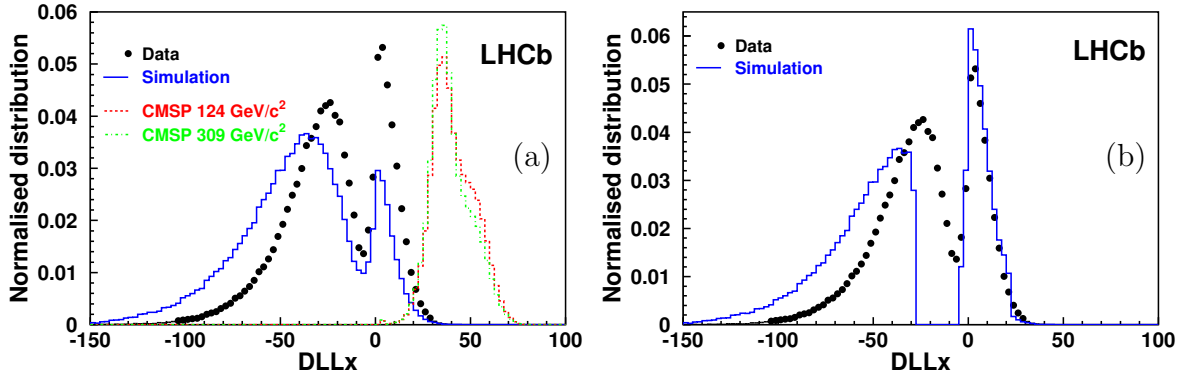 0.06
0.05
0.04
0.03
0.02
0.01
0
Normalised distribution
Data
Simulation
CMSP 124 GeV/c²
CMSP 309 GeV/c²
LHCb
(a)
-150 -100 -50 0 50 100
DLLx
0.06
0.05
0.04
0.03
0.02
0.01
0
Normalised distribution
Data
Simulation
LHCb
(b)
-150 -100 -50 0 50 100
DLLx